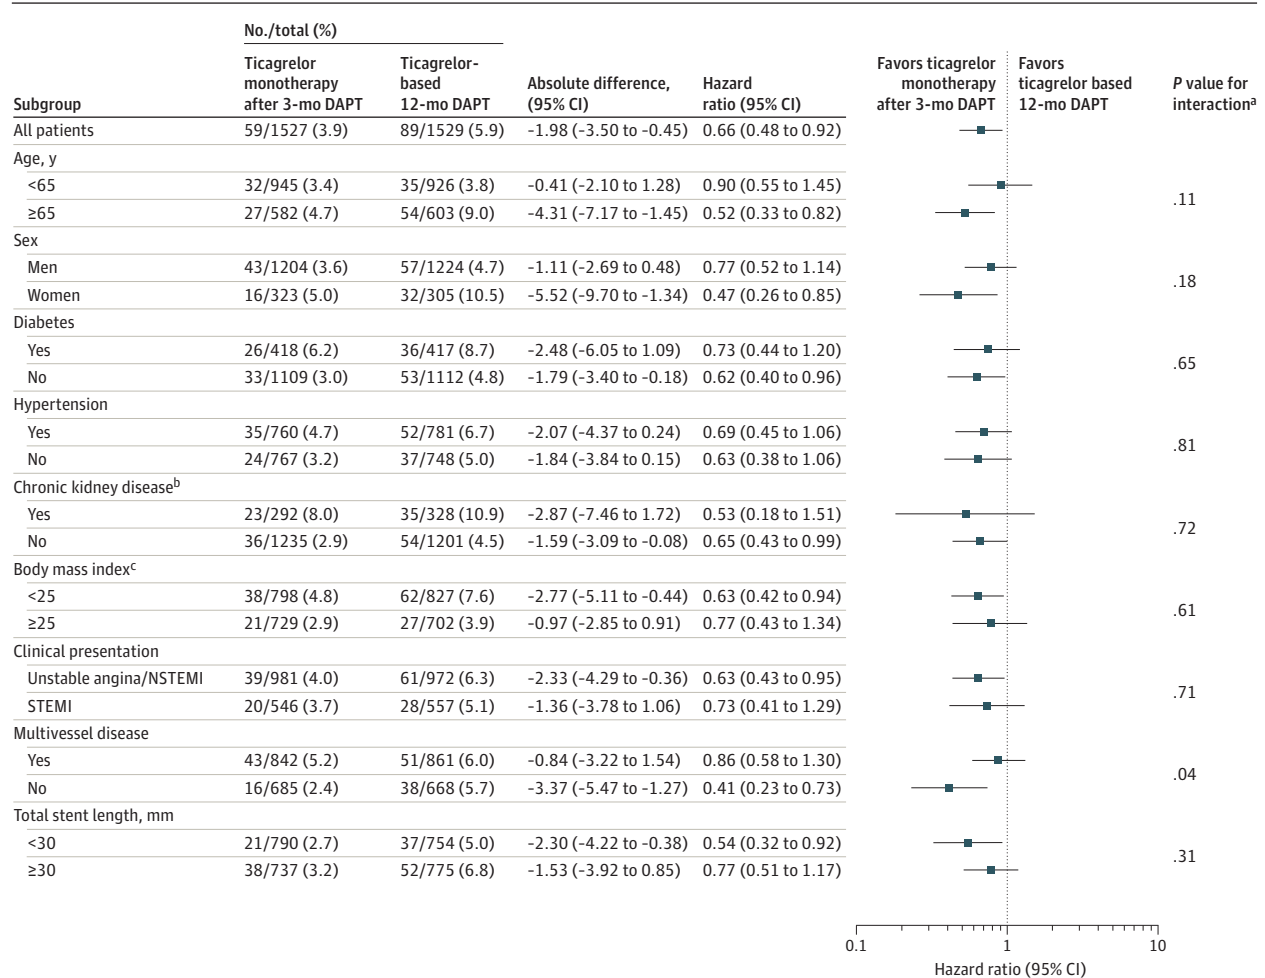 No./total (%)
Ticagrelor monotherapy after 3-mo DAPT
Ticagrelor-based 12-mo DAPT
Absolute difference, (95% CI)
Hazard ratio (95% CI)
Favors ticagrelor monotherapy after 3-mo DAPT
Favors ticagrelor based 12-mo DAPT
P value for interactionᵃ
Subgroup
All patients 59/1527 (3.9) 89/1529 (5.9) -1.98 (-3.50 to -0.45) 0.66 (0.48 to 0.92)
Age, y
<65 32/945 (3.4) 35/926 (3.8) -0.41 (-2.10 to 1.28) 0.90 (0.55 to 1.45)
.11
≥65 27/582 (4.7) 54/603 (9.0) -4.31 (-7.17 to -1.45) 0.52 (0.33 to 0.82)
Sex
Men 43/1204 (3.6) 57/1224 (4.7) -1.11 (-2.69 to 0.48) 0.77 (0.52 to 1.14)
.18
Women 16/323 (5.0) 32/305 (10.5) -5.52 (-9.70 to -1.34) 0.47 (0.26 to 0.85)
Diabetes
Yes 26/418 (6.2) 36/417 (8.7) -2.48 (-6.05 to 1.09) 0.73 (0.44 to 1.20)
.65
No 33/1109 (3.0) 53/1112 (4.8) -1.79 (-3.40 to -0.18) 0.62 (0.40 to 0.96)
Hypertension
Yes 35/760 (4.7) 52/781 (6.7) -2.07 (-4.37 to 0.24) 0.69 (0.45 to 1.06)
.81
No 24/767 (3.2) 37/748 (5.0) -1.84 (-3.84 to 0.15) 0.63 (0.38 to 1.06)
Chronic kidney diseaseᵇ
Yes 23/292 (8.0) 35/328 (10.9) -2.87 (-7.46 to 1.72) 0.53 (0.18 to 1.51)
.72
No 36/1235 (2.9) 54/1201 (4.5) -1.59 (-3.09 to -0.08) 0.65 (0.43 to 0.99)
Body mass indexᶜ
<25 38/798 (4.8) 62/827 (7.6) -2.77 (-5.11 to -0.44) 0.63 (0.42 to 0.94)
.61
≥25 21/729 (2.9) 27/702 (3.9) -0.97 (-2.85 to 0.91) 0.77 (0.43 to 1.34)
Clinical presentation
Unstable angina/NSTEMI 39/981 (4.0) 61/972 (6.3) -2.33 (-4.29 to -0.36) 0.63 (0.43 to 0.95)
.71
STEMI 20/546 (3.7) 28/557 (5.1) -1.36 (-3.78 to 1.06) 0.73 (0.41 to 1.29)
Multivessel disease
Yes 43/842 (5.2) 51/861 (6.0) -0.84 (-3.22 to 1.54) 0.86 (0.58 to 1.30)
.04
No 16/685 (2.4) 38/668 (5.7) -3.37 (-5.47 to -1.27) 0.41 (0.23 to 0.73)
Total stent length, mm
<30 21/790 (2.7) 37/754 (5.0) -2.30 (-4.22 to -0.38) 0.54 (0.32 to 0.92)
.31
≥30 38/737 (3.2) 52/775 (6.8) -1.53 (-3.92 to 0.85) 0.77 (0.51 to 1.17)
0.1 1 10
Hazard ratio (95% CI)